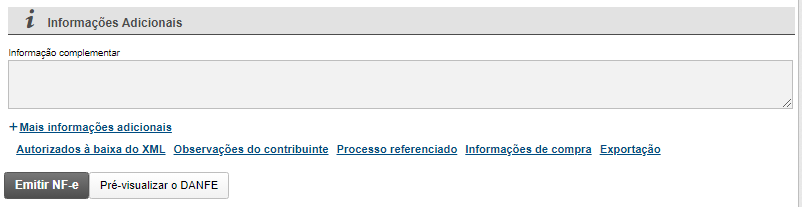 i Informações Adicionais
Informação complementar
+Mais informações adicionais
Autorizados à baixa do XML Observações do contribuinte Processo referenciado Informações de compra Exportação
Emitir NF-e Pré-visualizar o DANFE